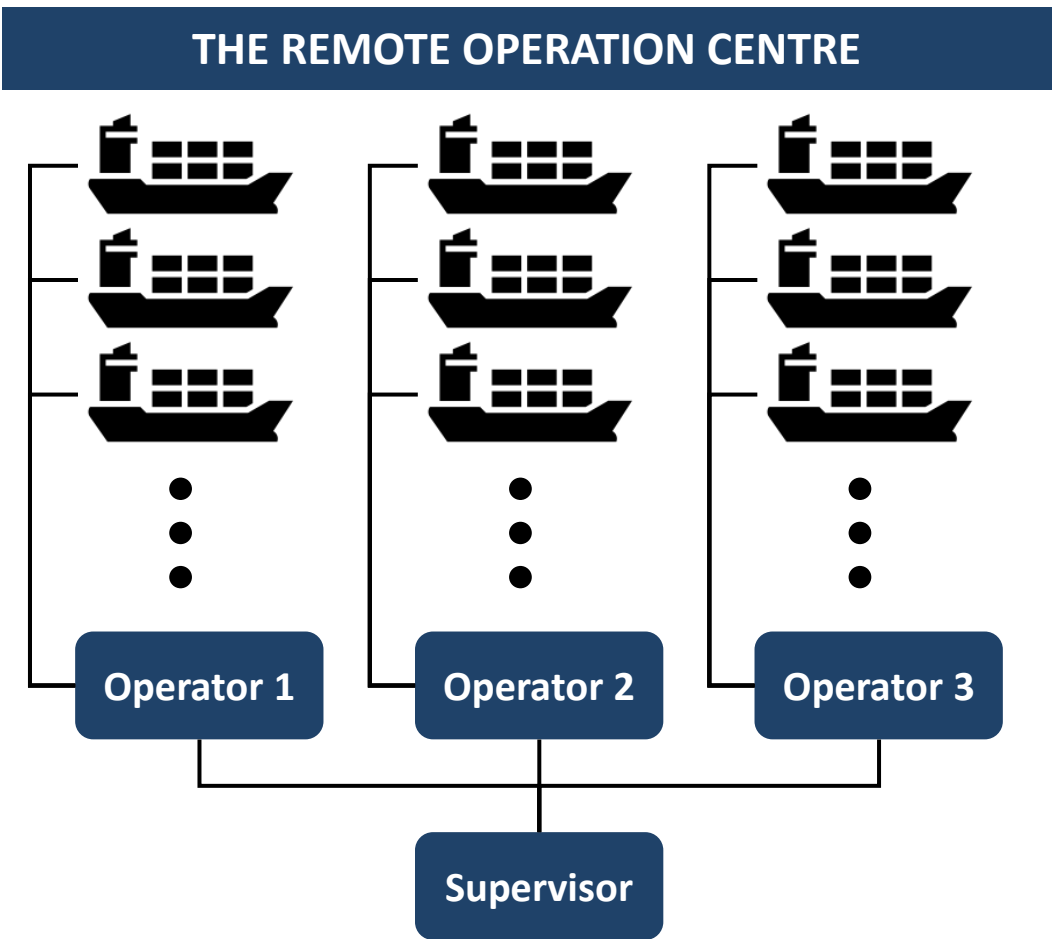 THE REMOTE OPERATION CENTRE
Operator 1
Operator 2
Operator 3
Supervisor